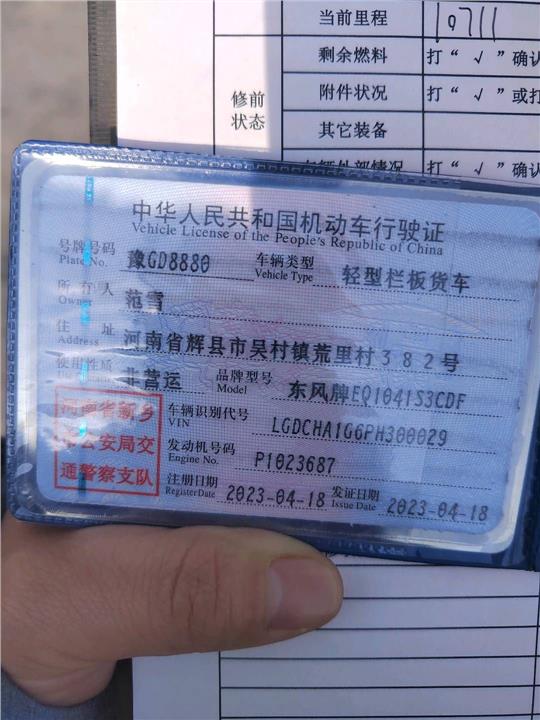 当前里程 10711
剩余燃料 打“√”确认
修前状态
附件状况 打“√”或打
其它装备
车辆外部情况 打“√”确认
中华人民共和国机动车行驶证
Vehicle License of the People's Republic of China
号牌号码 豫GD8880 车辆类型 轻型栏板货车
Plate No. Vehicle Type
所有人 范雪
Owner
住址 河南省辉县市吴村镇荒里村382号
Address
使用性质 非营运 品牌型号 东风牌EQ1041S3CDF
Model
河南省新乡
市公安局交
通警察支队
车辆识别代号 LGDCHA1G6PH300029
VIN
发动机号码 P1023687
Engine No.
注册日期 2023-04-18 发证日期 2023-04-18
Register Date Issue Date